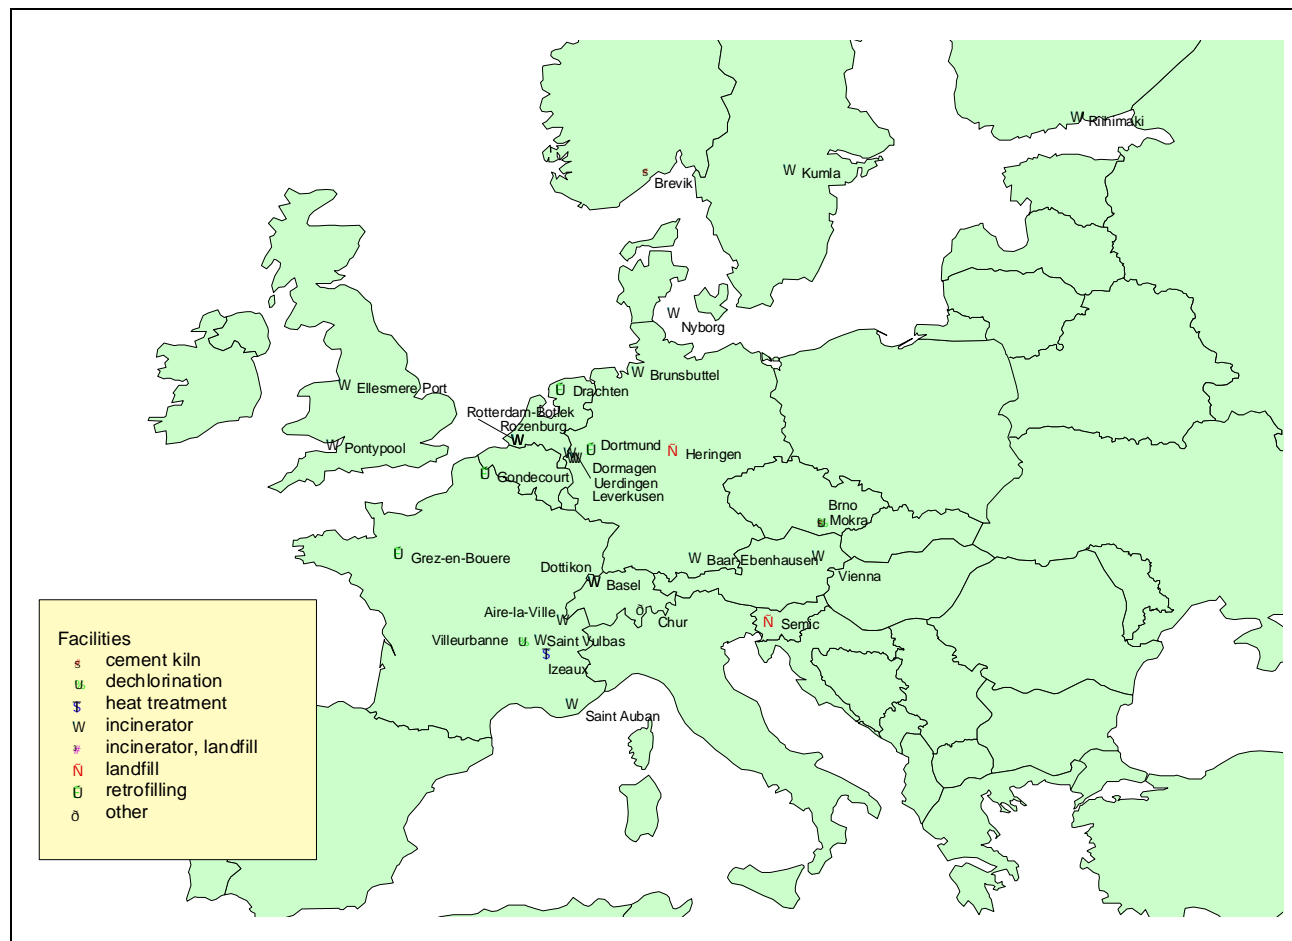 Riihimaki
Kumla
Brevik
Nyborg
Brunsbuttel
Ellesmere Port
Drachten
Rotterdam-Botlek
Rozenburg
Pontypool
Dortmund
Heringen
Gondecourt
Dormagen
Uerdingen
Leverkusen
Brno
Mokra
Grez-en-Bouere
Baar-Ebenhausen
Dottikon
Vienna
Basel
Aire-la-Ville
Chur
Semic
Villeurbanne
Saint Vulbas
Izeaux
Saint Auban
Facilities
cement kiln
dechlorination
heat treatment
incinerator
incinerator, landfill
landfill
retrofilling
other